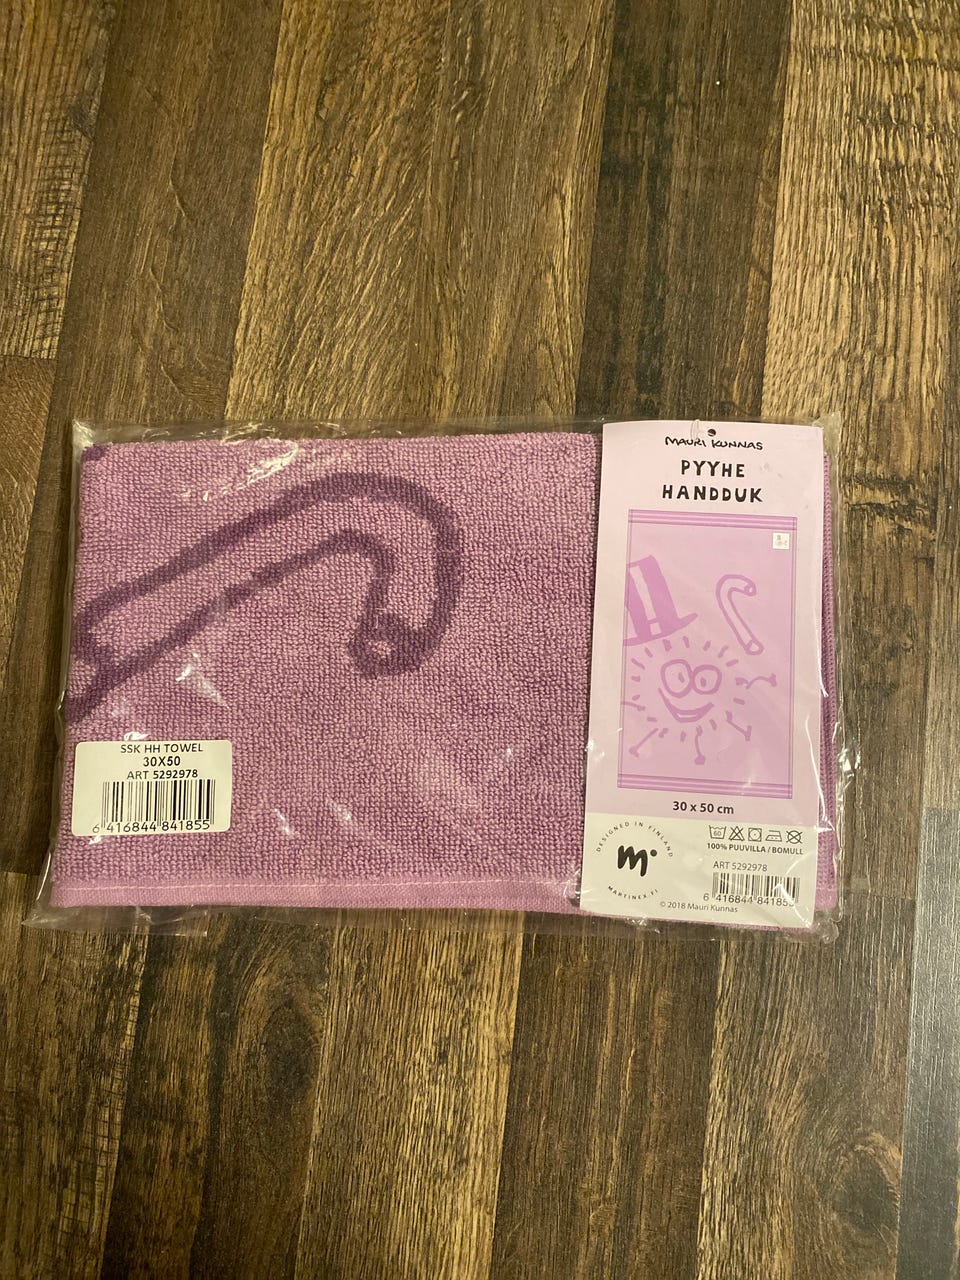 SSK HH TOWEL
30X50
ART 5292978
6 416844 841855
MAURI KUNNAS
PYYHE
HANDDUK
30 x 50 cm
60
100% PUUVILLA / BOMULL
DESIGNED IN FINLAND
m
MARTINEX.FI
ART 5292978
6 416844 841855
© 2018 Mauri Kunnas